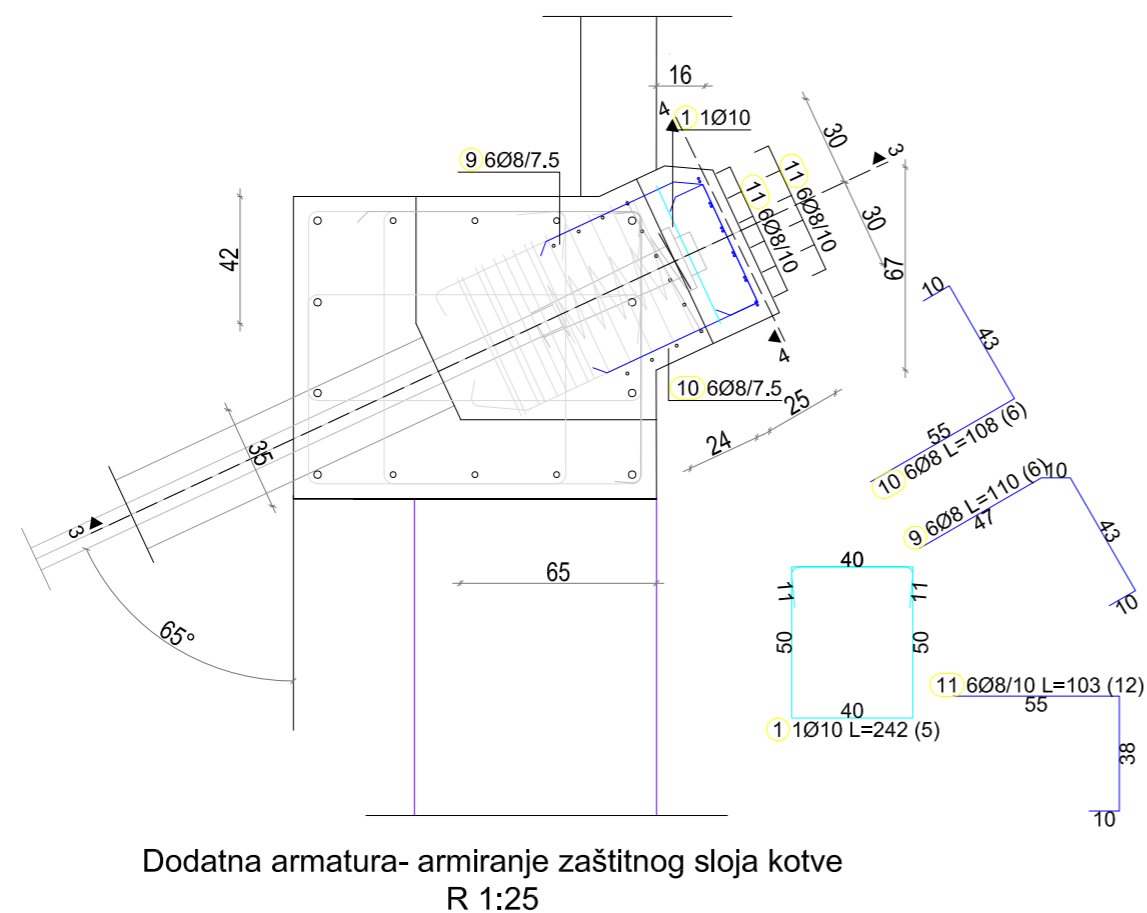 16
4
1 1Ø10
9 6Ø8/7.5
30
3
11 6Ø8/10
11 6Ø8/10
30
67
42
10
43
4
10 6Ø8/7.5
25
24
55
10 6Ø8 L=108 (6)
35
10
9 6Ø8 L=110 (6)
47
43
3
65
40
11
11
10
65°
50
50
11 6Ø8/10 L=103 (12)
55
40
1 1Ø10 L=242 (5)
38
10
Dodatna armatura- armiranje zaštitnog sloja kotve
R 1:25